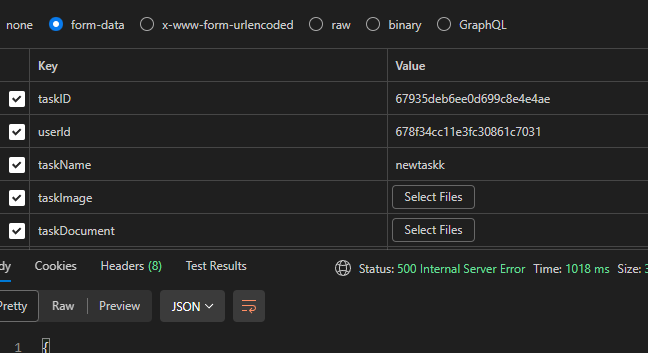 none form-data x-www-form-urlencoded raw binary GraphQL
Key Value
taskID 67935deb6ee0d699c8e4e4ae
userId 678f34cc11e3fc30861c7031
taskName newtaskk
taskImage Select Files
taskDocument Select Files
dy Cookies Headers (8) Test Results Status: 500 Internal Server Error Time: 1018 ms Size: 3
Pretty Raw Preview JSON
1 {